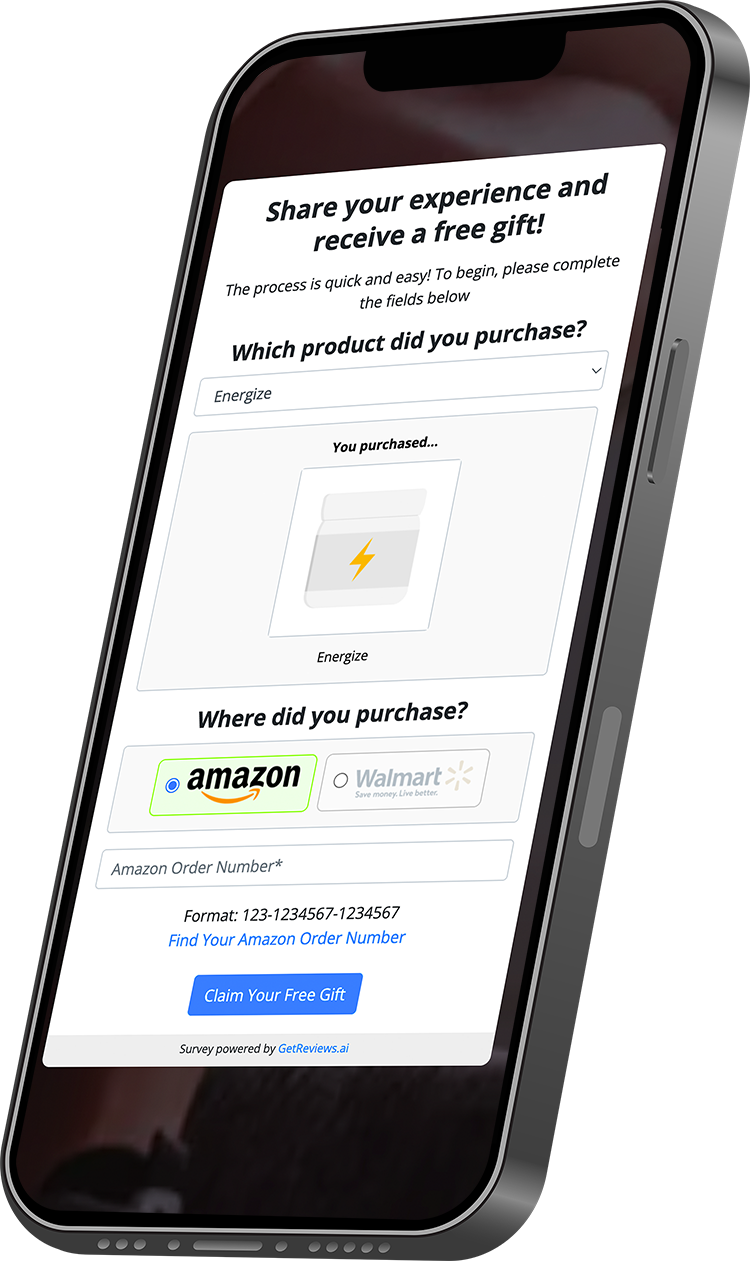 Share your experience and
receive a free gift!
The process is quick and easy! To begin, please complete
the fields below
Which product did you purchase?
Energize
You purchased...
Energize
Where did you purchase?
amazon
Walmart
Save money. Live better.
Amazon Order Number*
Format: 123-1234567-1234567
Find Your Amazon Order Number
Claim Your Free Gift
Survey powered by GetReviews.ai